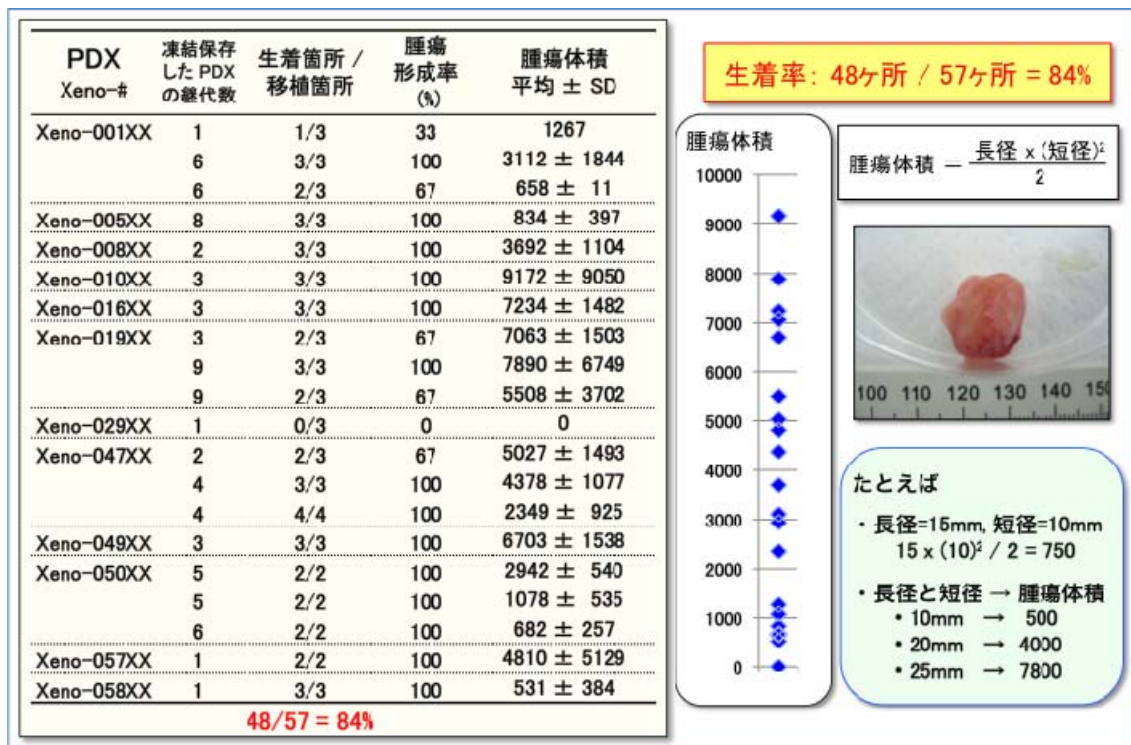 PDX
Xeno-#
凍結保存
した PDX
の継代数
生着箇所 /
移植箇所
腫瘍
形成率
(%)
腫瘍体積
平均 ± SD
Xeno-001XX 1 1/3 33 1267
6 3/3 100 3112 ± 1844
6 2/3 67 658 ± 11
Xeno-005XX 8 3/3 100 834 ± 397
Xeno-008XX 2 3/3 100 3692 ± 1104
Xeno-010XX 3 3/3 100 9172 ± 9050
Xeno-016XX 3 3/3 100 7234 ± 1482
Xeno-019XX 3 2/3 67 7063 ± 1503
9 3/3 100 7890 ± 6749
9 2/3 67 5508 ± 3702
Xeno-029XX 1 0/3 0 0
Xeno-047XX 2 2/3 67 5027 ± 1493
4 3/3 100 4378 ± 1077
4 4/4 100 2349 ± 925
Xeno-049XX 3 3/3 100 6703 ± 1538
Xeno-050XX 5 2/2 100 2942 ± 540
5 2/2 100 1078 ± 535
6 2/2 100 682 ± 257
Xeno-057XX 1 2/2 100 4810 ± 5129
Xeno-058XX 1 3/3 100 531 ± 384
48/57 = 84%
生着率: 48ヶ所 / 57ヶ所 = 84%
腫瘍体積
10000
9000
8000
7000
6000
5000
4000
3000
2000
1000
0
腫瘍体積 = 長径 x (短径)² / 2
100 110 120 130 140 150
たとえば
・長径=15mm, 短径=10mm
15 x (10)² / 2 = 750
・長径と短径 → 腫瘍体積
• 10mm → 500
• 20mm → 4000
• 25mm → 7800